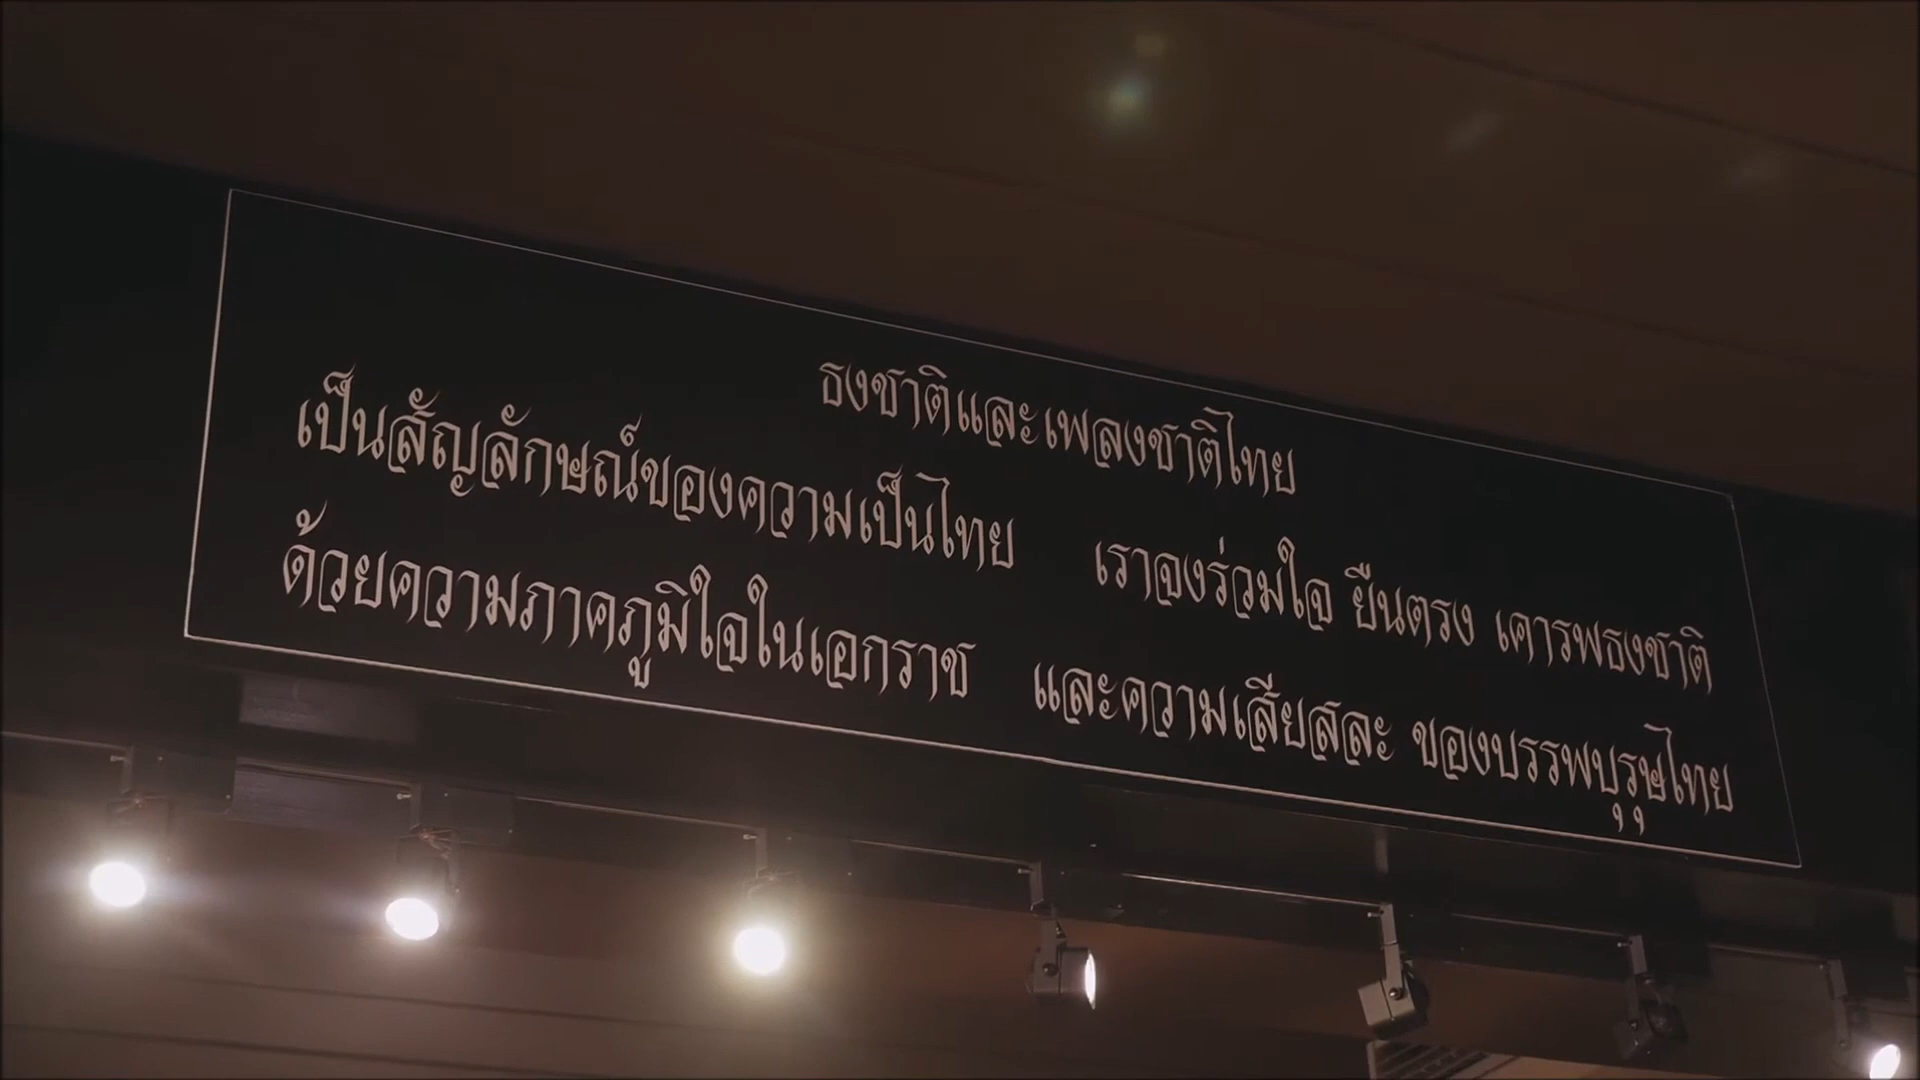 ธงชาติและเพลงชาติไทย
เป็นสัญลักษณ์ของความเป็นไทย เราจงร่วมใจ ยืนตรง เคารพธงชาติ
ด้วยความภาคภูมิใจในเอกราช และความเสียสละ ของบรรพบุรุษไทย